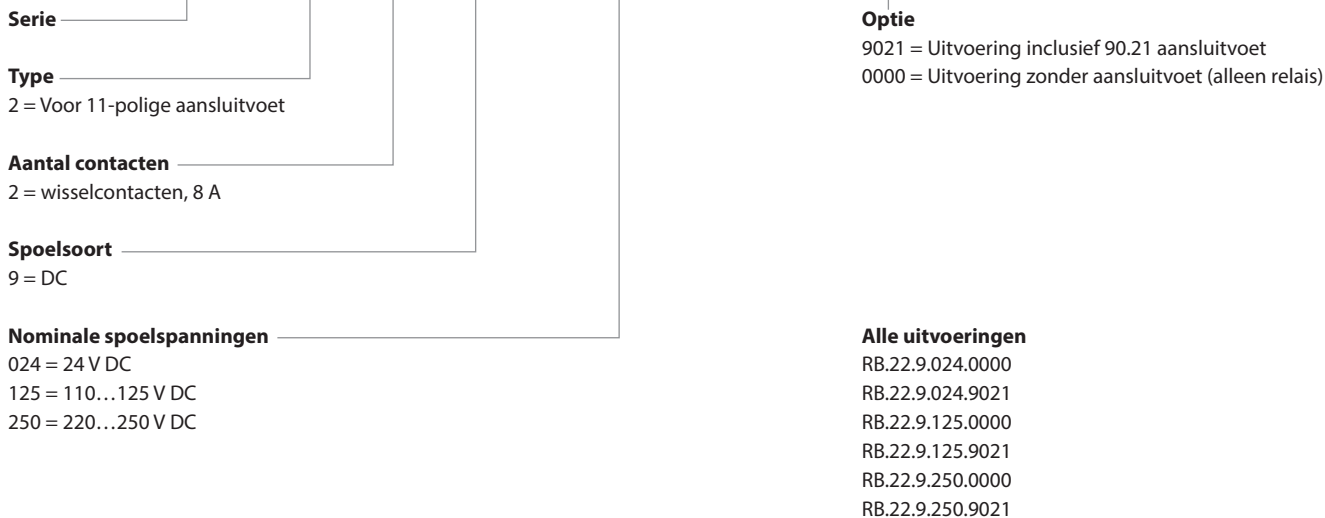 Serie
Type
2 = Voor 11-polige aansluitvoet
Aantal contacten
2 = wisselcontacten, 8 A
Spoelsoort
9 = DC
Nominale spoelspanningen
024 = 24 V DC
125 = 110…125 V DC
250 = 220…250 V DC
Optie
9021 = Uitvoering inclusief 90.21 aansluitvoet
0000 = Uitvoering zonder aansluitvoet (alleen relais)
Alle uitvoeringen
RB.22.9.024.0000
RB.22.9.024.9021
RB.22.9.125.0000
RB.22.9.125.9021
RB.22.9.250.0000
RB.22.9.250.9021